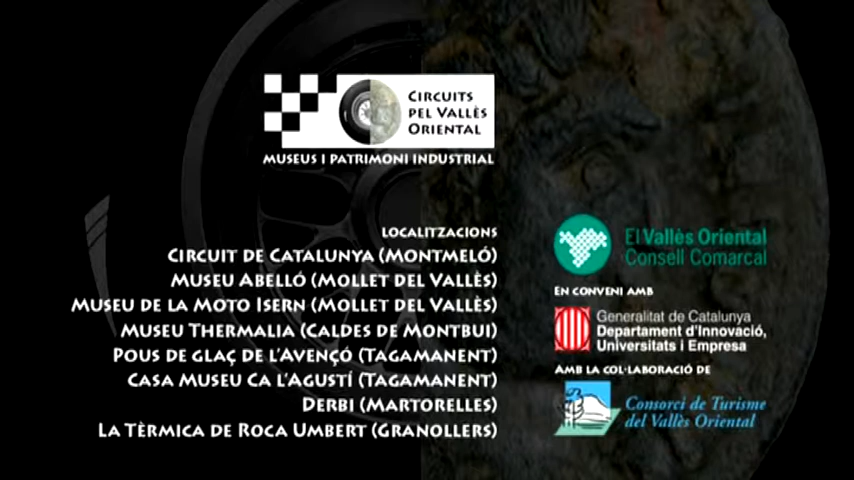 CIRCUITS
PEL VALLÈS
ORIENTAL
MUSEUS I PATRIMONI INDUSTRIAL
LOCALITZACIONS
CIRCUIT DE CATALUNYA (MONTMELÓ)
MUSEU ABELLÓ (MOLLET DEL VALLÈS)
MUSEU DE LA MOTO ISERN (MOLLET DEL VALLÈS)
MUSEU THERMALIA (CALDES DE MONTBUI)
POUS DE GLAÇ DE L'AVENÇÓ (TAGAMANENT)
CASA MUSEU CA L'AGUSTÍ (TAGAMANENT)
DERBI (MARTORELLES)
LA TÈRMICA DE ROCA UMBERT (GRANOLLERS)
El Vallès Oriental
Consell Comarcal
EN CONVENI AMB
Generalitat de Catalunya
Departament d'Innovació,
Universitats i Empresa
AMB LA COL·LABORACIÓ DE
Consorci de Turisme
del Vallès Oriental